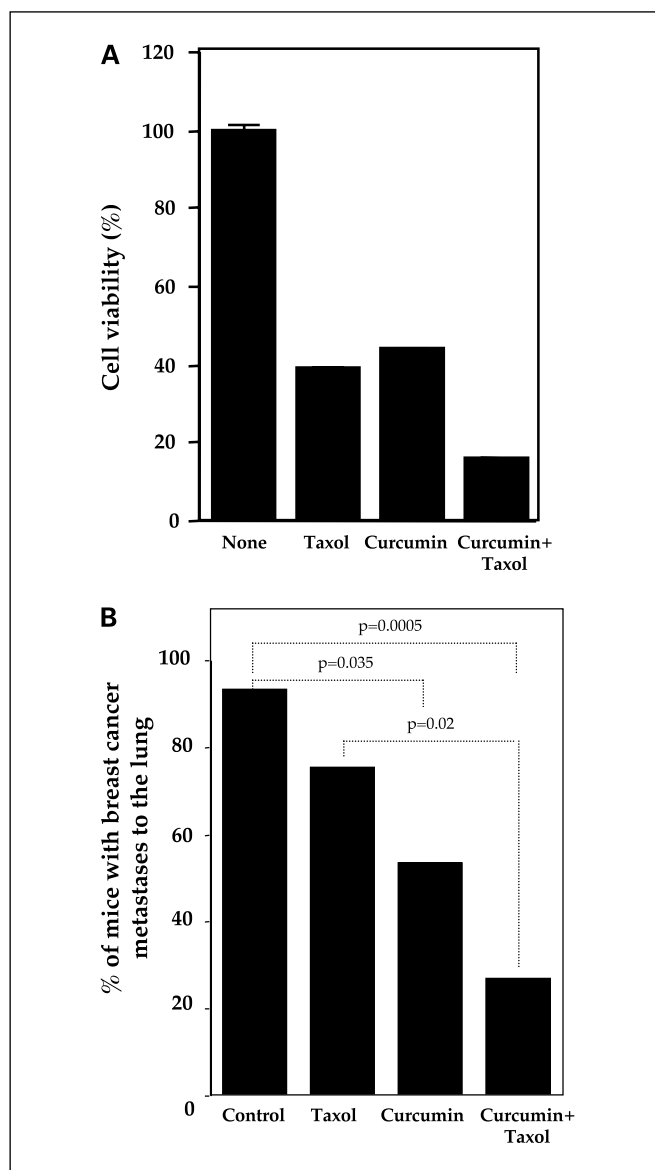 A
120
100
80
60
40
20
0
Cell viability (%)
None Taxol Curcumin Curcumin+
Taxol
B
p=0.0005
p=0.035
p=0.02
100
80
60
40
20
0
% of mice with breast cancer
metastases to the lung
Control Taxol Curcumin Curcumin+
Taxol